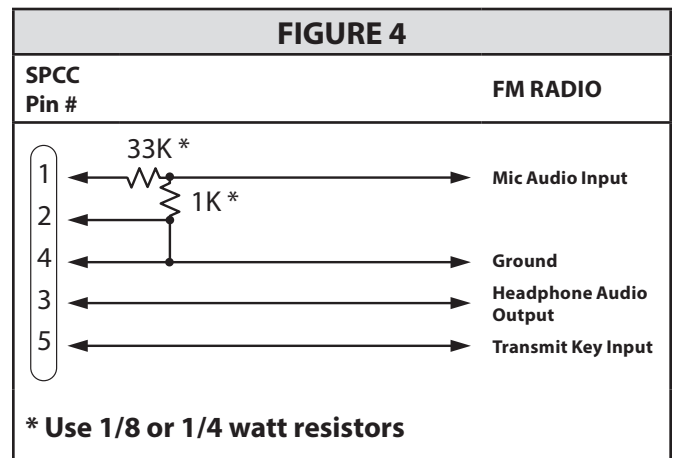 FIGURE 4
SPCC
Pin #
FM RADIO
33K *
1
Mic Audio Input
1K *
2
4
Ground
3
Headphone Audio
Output
5
Transmit Key Input
* Use 1/8 or 1/4 watt resistors